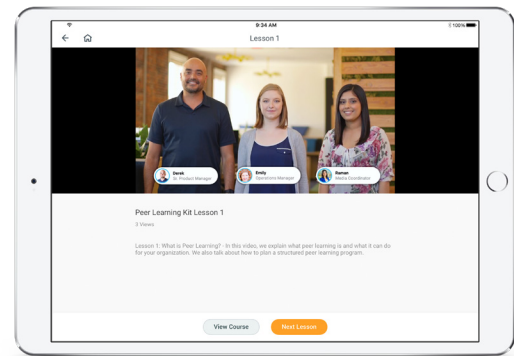 9:34 AM
100%
Lesson 1
Derek
Sr. Product Manager
Emily
Operations Manager
Raman
Media Coordinator
Peer Learning Kit Lesson 1
3 Views
Lesson 1: What is Peer Learning? - In this video, we explain what peer learning is and what it can do
for your organization. We also talk about how to plan a structured peer learning program.
View Course
Next Lesson